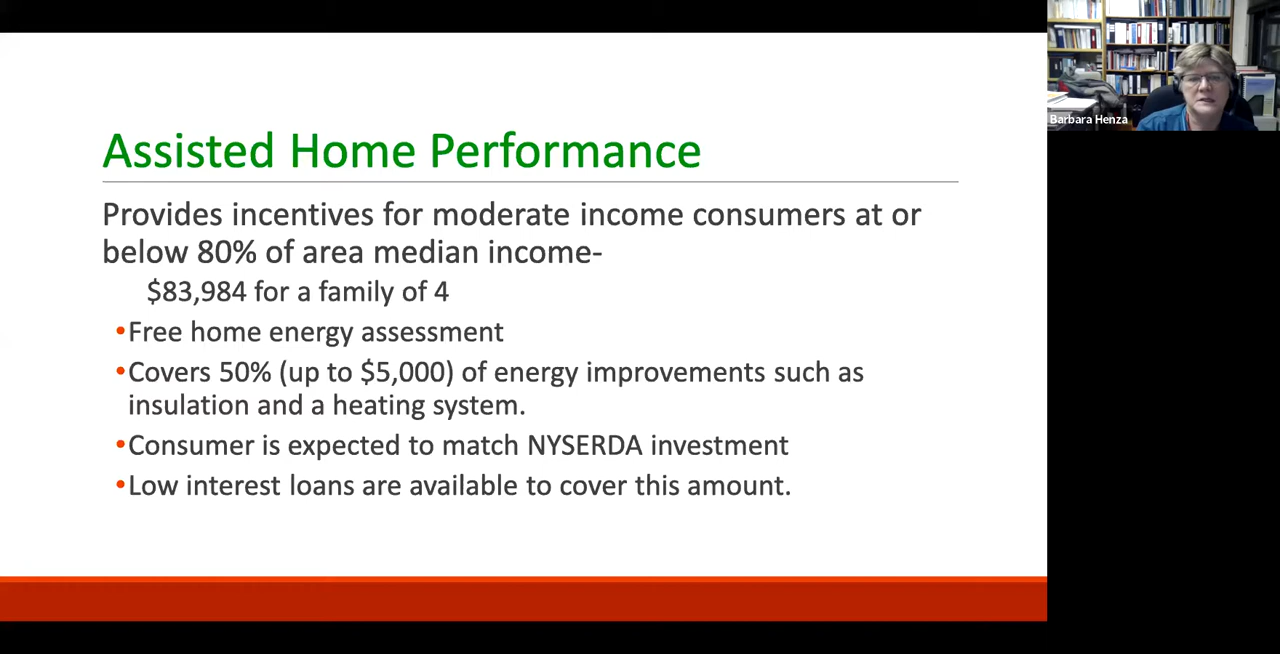 Assisted Home Performance
Provides incentives for moderate income consumers at or
below 80% of area median income-
$83,984 for a family of 4
•Free home energy assessment
•Covers 50% (up to $5,000) of energy improvements such as
insulation and a heating system.
•Consumer is expected to match NYSERDA investment
•Low interest loans are available to cover this amount.
Barbara Henza